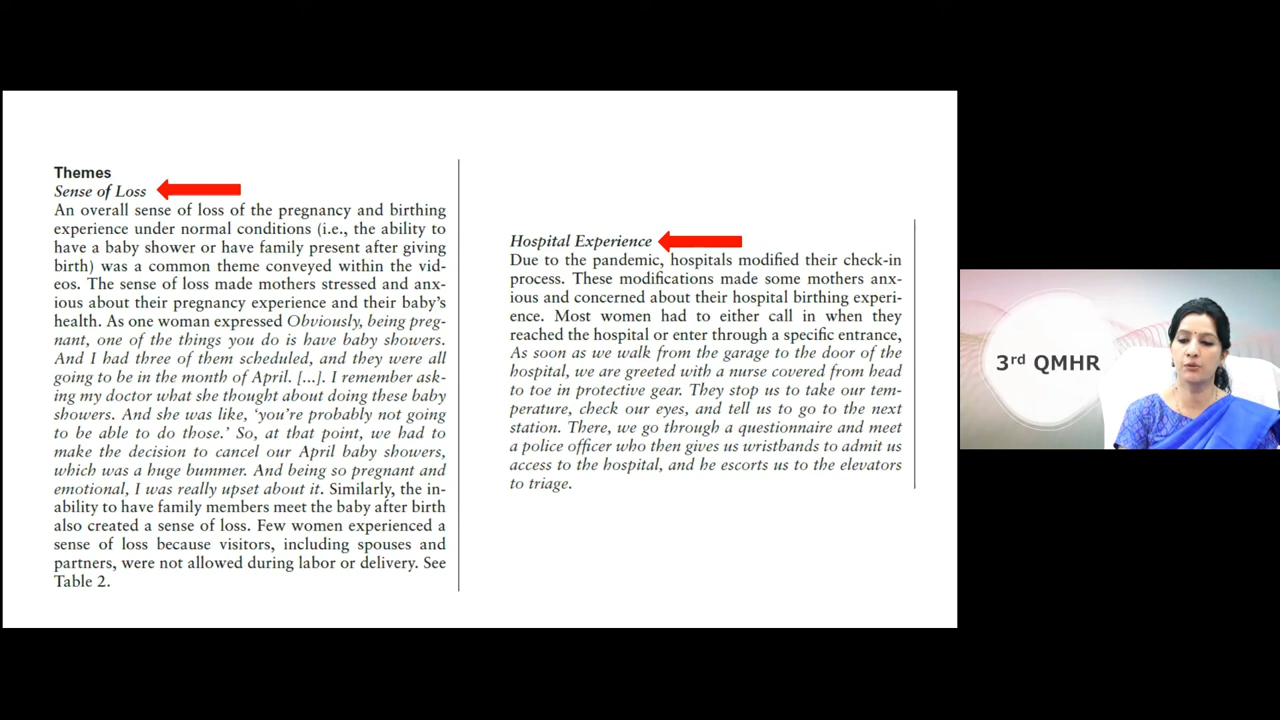 Themes
Sense of Loss
An overall sense of loss of the pregnancy and birthing
experience under normal conditions (i.e., the ability to
have a baby shower or have family present after giving
birth) was a common theme conveyed within the vid-
eos. The sense of loss made mothers stressed and anx-
ious about their pregnancy experience and their baby's
health. As one woman expressed Obviously, being preg-
nant, one of the things you do is have baby showers.
And I had three of them scheduled, and they were all
going to be in the month of April. [...]. I remember ask-
ing my doctor what she thought about doing these baby
showers. And she was like, 'you're probably not going
to be able to do those.' So, at that point, we had to
make the decision to cancel our April baby showers,
which was a huge bummer. And being so pregnant and
emotional, I was really upset about it. Similarly, the in-
ability to have family members meet the baby after birth
also created a sense of loss. Few women experienced a
sense of loss because visitors, including spouses and
partners, were not allowed during labor or delivery. See
Table 2.
Hospital Experience
Due to the pandemic, hospitals modified their check-in
process. These modifications made some mothers anx-
ious and concerned about their hospital birthing experi-
ence. Most women had to either call in when they
reached the hospital or enter through a specific entrance,
As soon as we walk from the garage to the door of the
hospital, we are greeted with a nurse covered from head
to toe in protective gear. They stop us to take our tem-
perature, check our eyes, and tell us to go to the next
station. There, we go through a questionnaire and meet
a police officer who then gives us wristbands to admit us
access to the hospital, and he escorts us to the elevators
to triage.
3rd QMHR